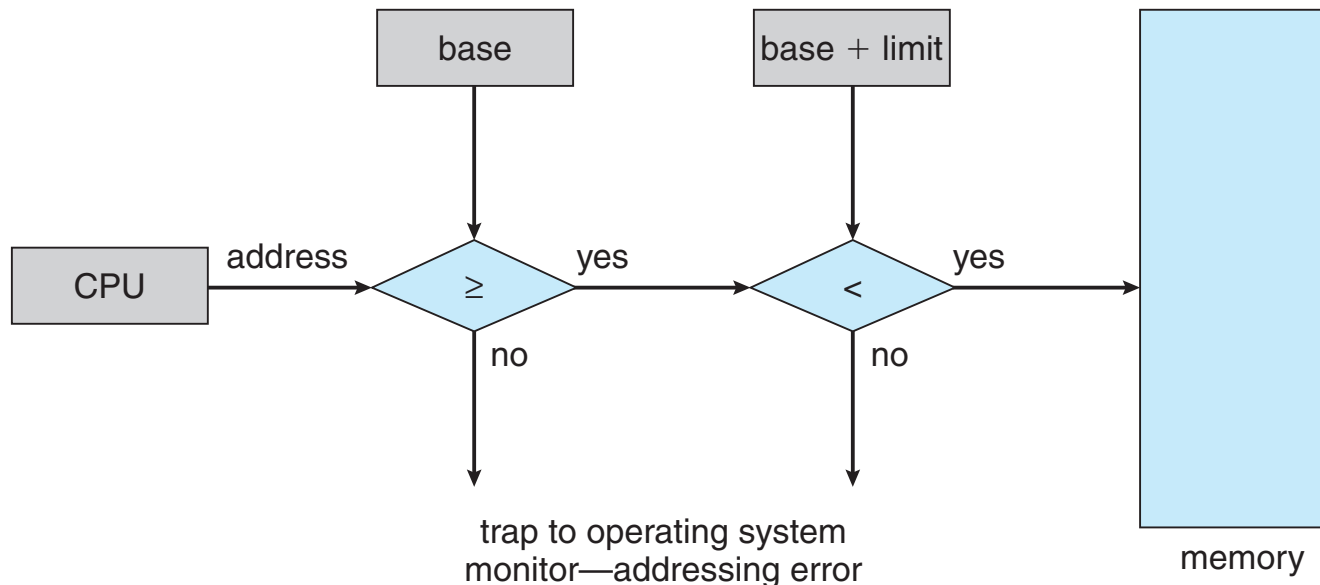 base
base + limit
CPU
address
≥
yes
<
yes
no
no
trap to operating system
monitor—addressing error
memory